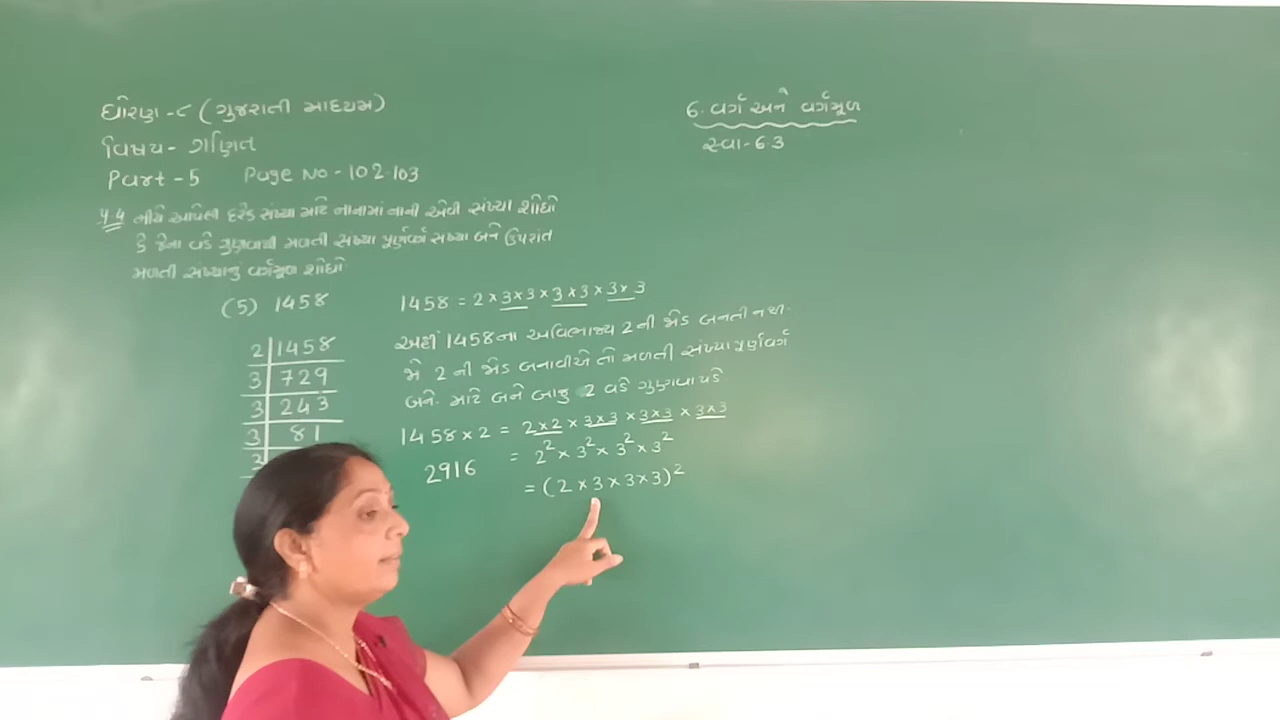 ધોરણ-૮ (ગુજરાતી માધ્યમ)
વિષય- ગણિત
Part-5 Page No-102.103
6. વર્ગ અને વર્ગમૂળ
સ્વા-6.3
નીચે આપેલી દરેક સંખ્યા માટે નાનામાં નાની એવી સંખ્યા શોધો
કે જેના વડે ગુણવાથી મળતી સંખ્યા પૂર્ણવર્ગ સંખ્યા બને ઉપરાંત
મળતી સંખ્યાનું વર્ગમૂળ શોધો
(5) 1458
2 | 1458
3 | 729
3 | 243
3 | 81
3
1458 = 2 × 3 × 3 × 3 × 3 × 3 × 3
અહીં 1458ના અવિભાજ્ય 2ની જોડ બનતી નથી.
જો 2 ની જોડ બનાવીએ તો મળતી સંખ્યા પૂર્ણવર્ગ
બને. માટે બંને બાજુ 2 વડે ગુણવા પડે
1458 × 2 = 2 × 2 × 3 × 3 × 3 × 3 × 3 × 3
2916 = 2² × 3² × 3² × 3²
= (2 × 3 × 3 × 3)²